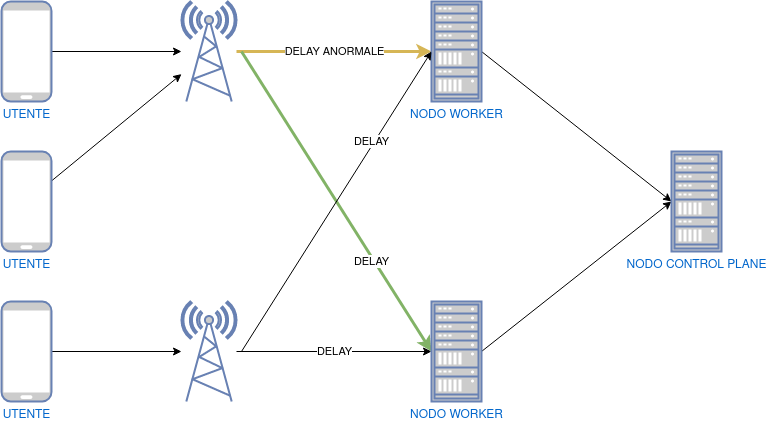 DELAY ANORMALE
UTENTE
NODO WORKER
DELAY
UTENTE
DELAY
NODO CONTROL PLANE
DELAY
UTENTE
NODO WORKER